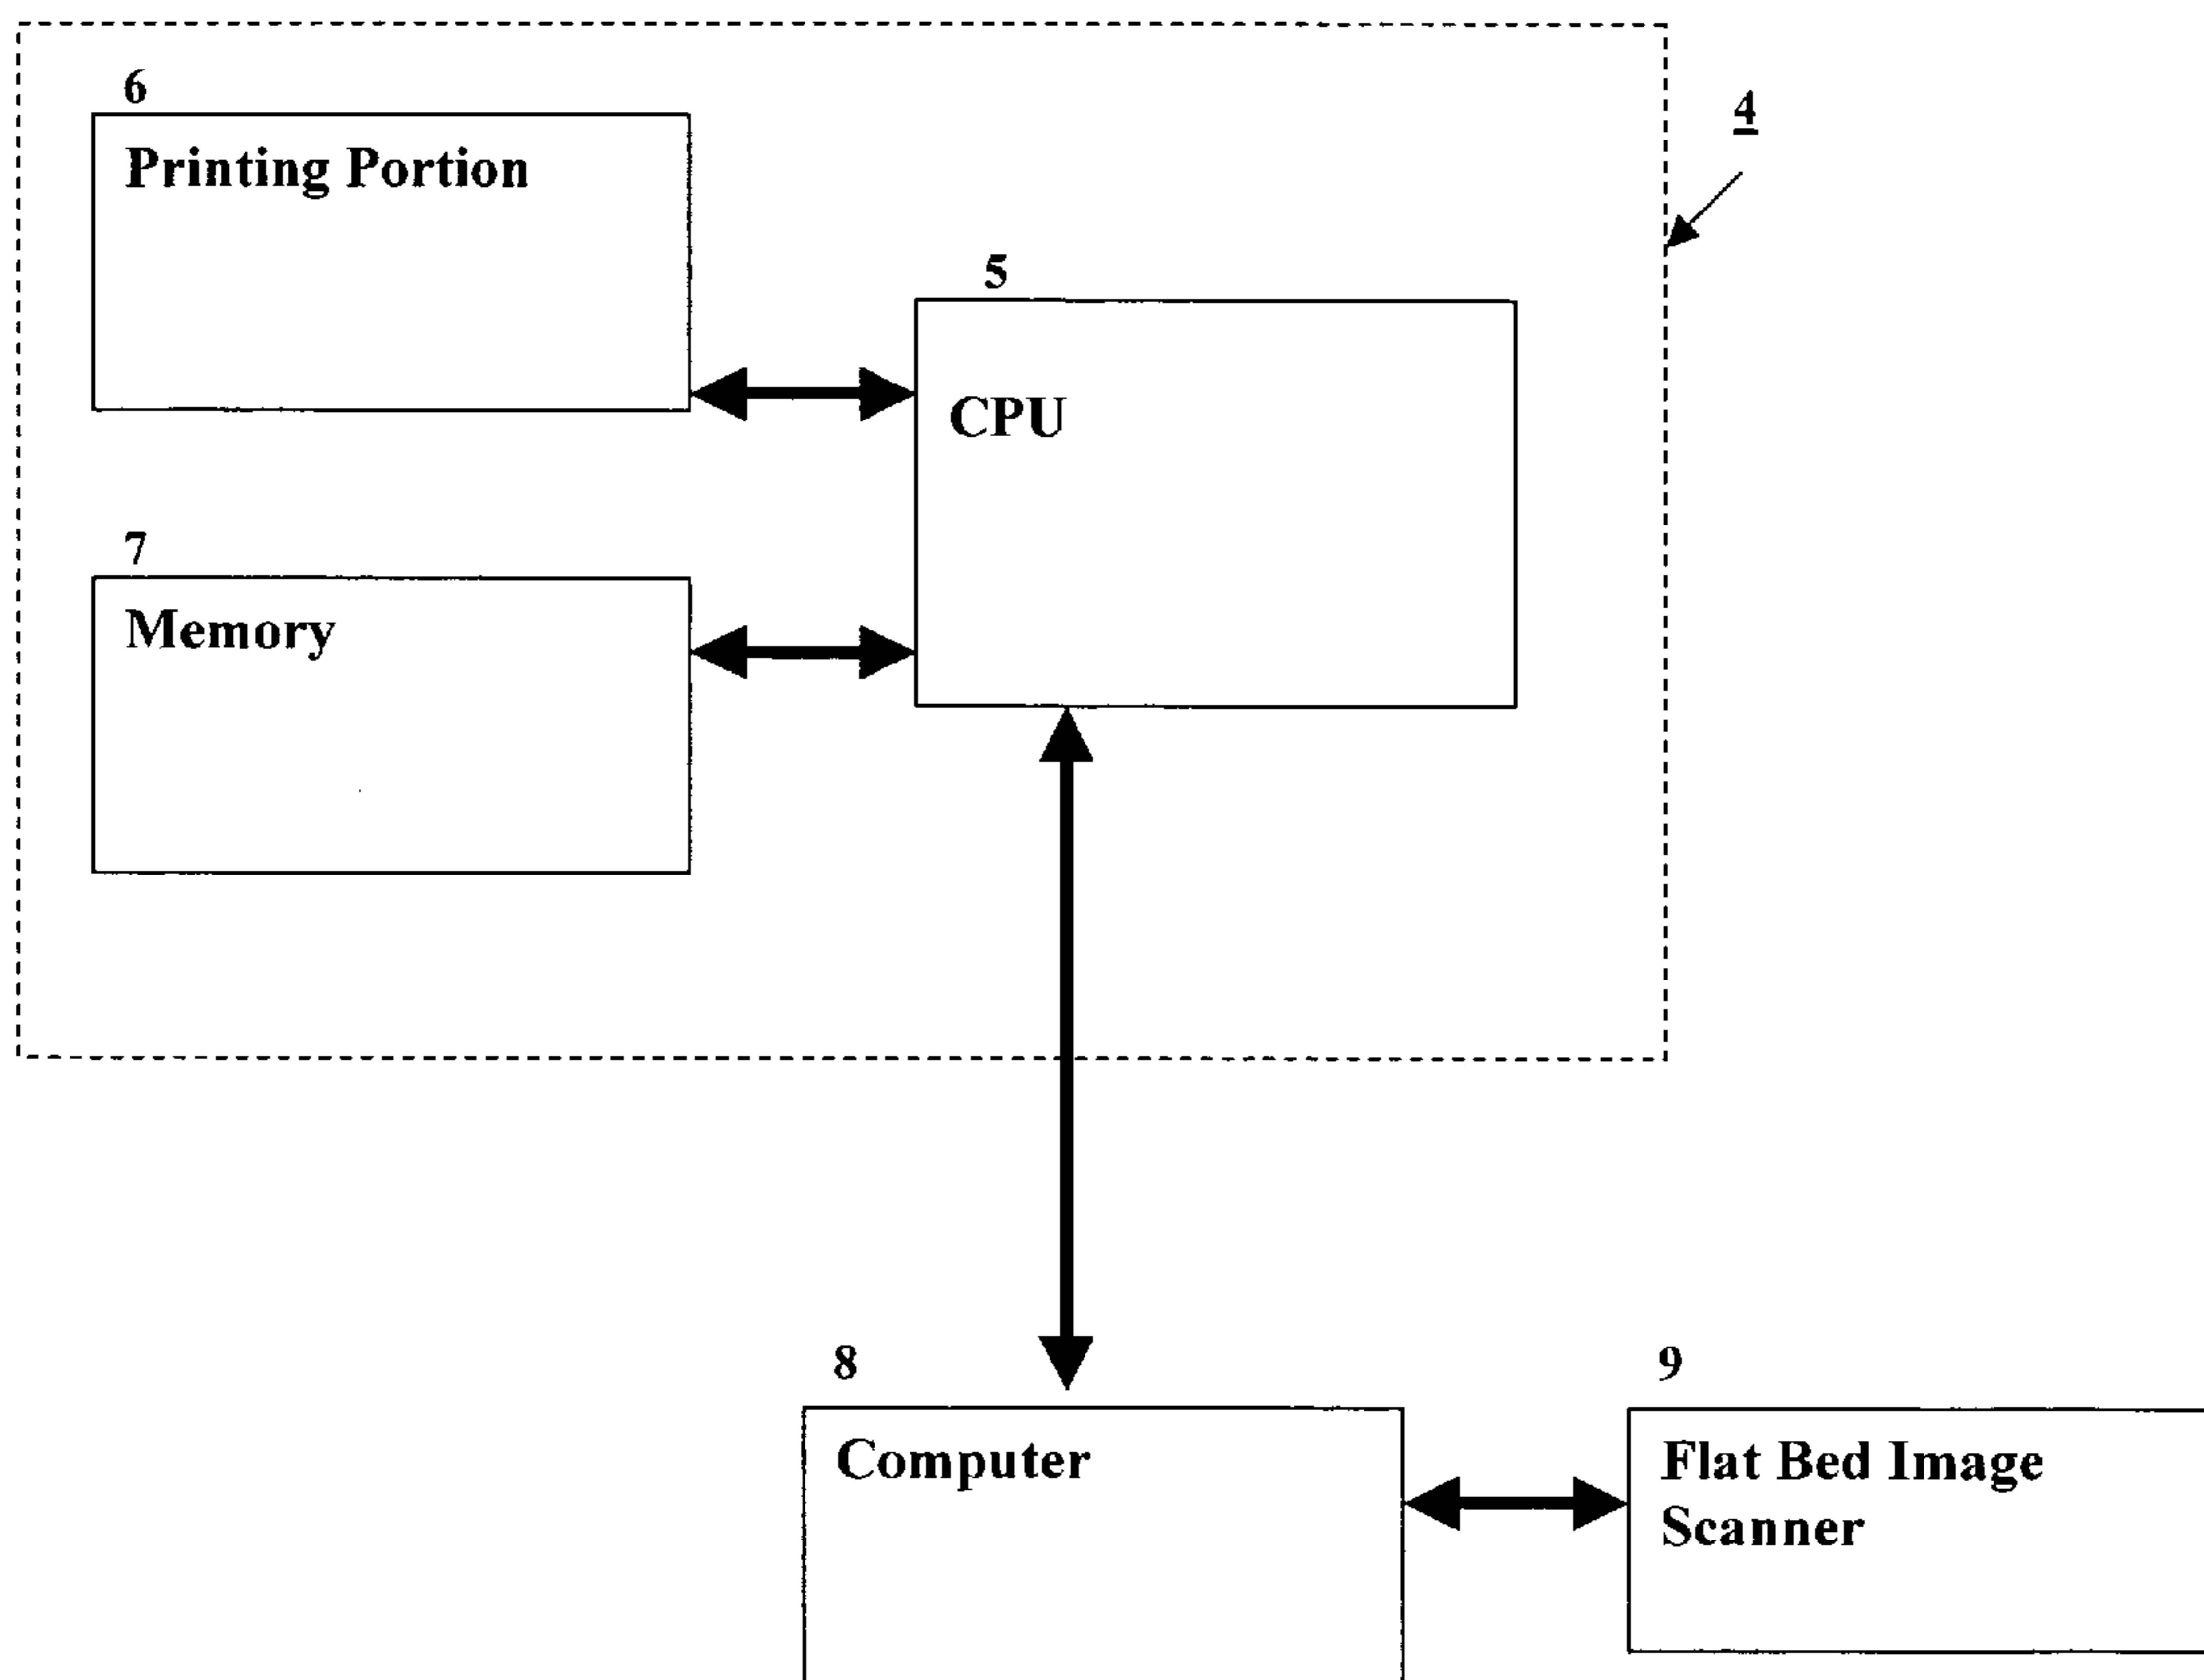 6
Printing Portion
4
5
CPU
7
Memory
8
Computer
9
Flat Bed Image
Scanner